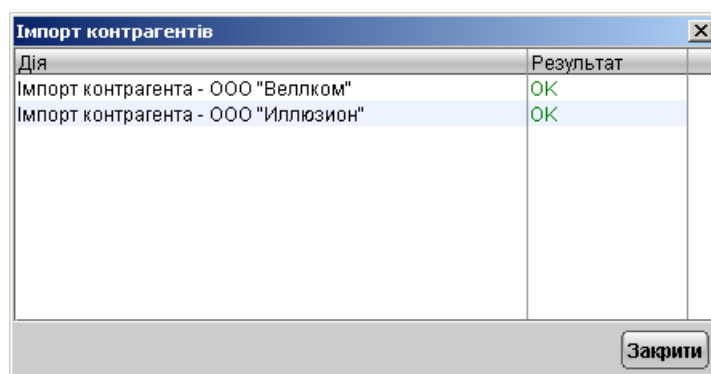 Імпорт контрагентів
Дія Результат
Імпорт контрагента - ООО "Веллком" OK
Імпорт контрагента - ООО "Иллюзион" OK
Закрити